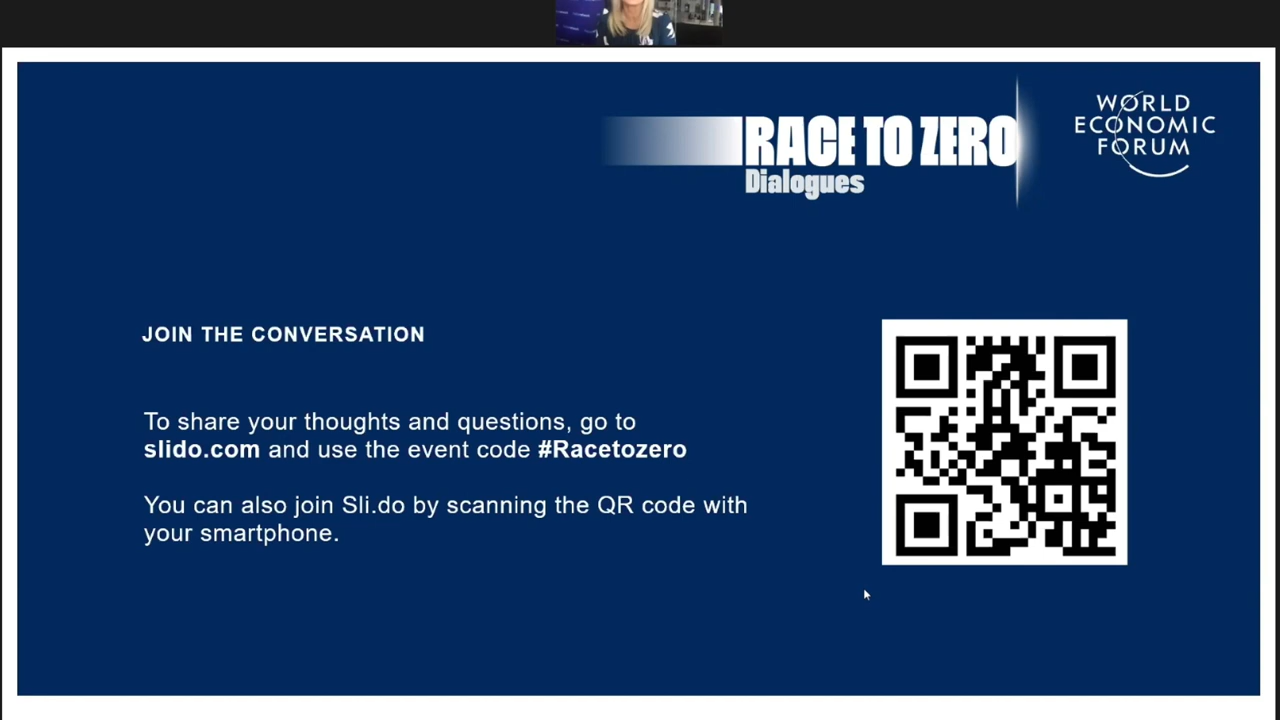 RACE TO ZERO
Dialogues
WORLD
ECONOMIC
FORUM
JOIN THE CONVERSATION
To share your thoughts and questions, go to
slido.com and use the event code #Racetozero
You can also join Sli.do by scanning the QR code with
your smartphone.